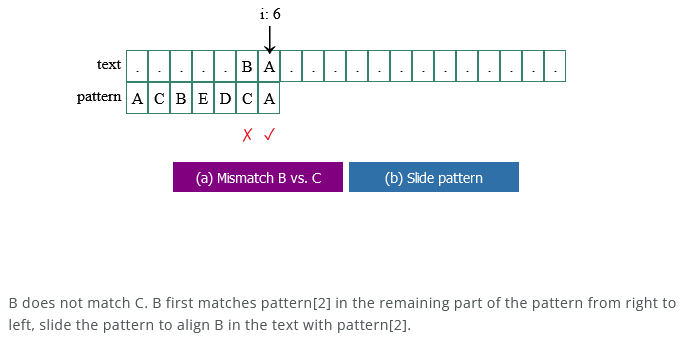 i: 6
text . . . . . B A . . . . . . . . . . . . .
pattern A C B E D C A
✗ ✓
(a) Mismatch B vs. C (b) Slide pattern
B does not match C. B first matches pattern[2] in the remaining part of the pattern from right to
left, slide the pattern to align B in the text with pattern[2].